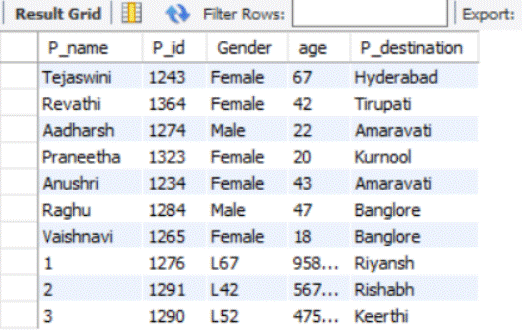 Result Grid Filter Rows: Export:
P_name P_id Gender age P_destination
Tejaswini 1243 Female 67 Hyderabad
Revathi 1364 Female 42 Tirupati
Aadharsh 1274 Male 22 Amaravati
Praneetha 1323 Female 20 Kurnool
Anushri 1234 Female 43 Amaravati
Raghu 1284 Male 47 Banglore
Vaishnavi 1265 Female 18 Banglore
1 1276 L67 958... Riyansh
2 1291 L42 567... Rishabh
3 1290 L52 475... Keerthi